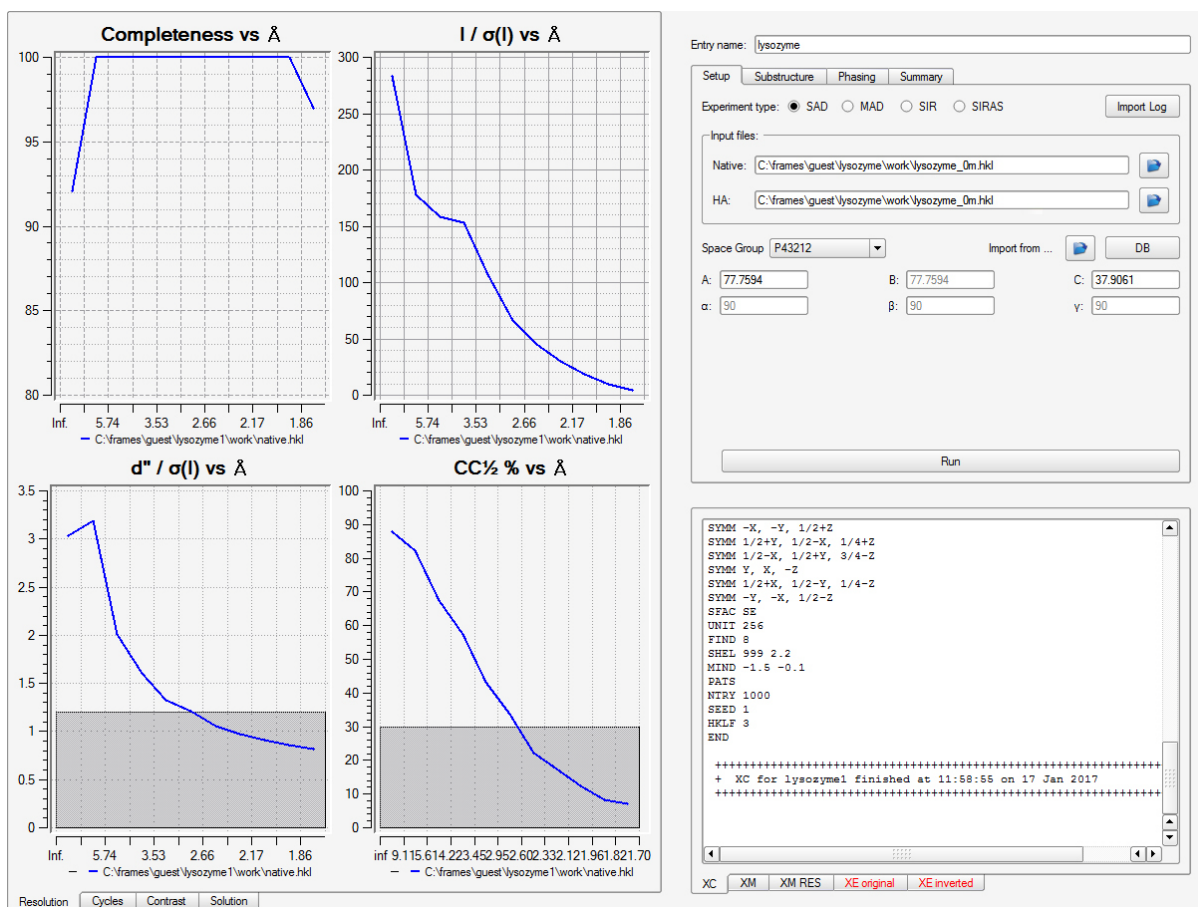 Completeness vs Å
100
95
90
85
80
Inf. 5.74 3.53 2.66 2.17 1.86
C:\frames\guest\lysozyme1\work\native.hkl
I / σ(I) vs Å
300
250
200
150
100
50
0
Inf. 5.74 3.53 2.66 2.17 1.86
C:\frames\guest\lysozyme1\work\native.hkl
d" / σ(I) vs Å
3.5
3
2.5
2
1.5
1
0.5
0
Inf. 5.74 3.53 2.66 2.17 1.86
C:\frames\guest\lysozyme1\work\native.hkl
CC½ % vs Å
100
90
80
70
60
50
40
30
20
10
0
inf 9.115.614.223.452.952.602.332.121.961.821.70
C:\frames\guest\lysozyme1\work\native.hkl
Resolution Cycles Contrast Solution
Entry name: lysozyme
Setup Substructure Phasing Summary
Experiment type: SAD MAD SIR SIRAS Import Log
Input files:
Native: C:\frames\guest\lysozyme\work\lysozyme_0m.hkl
HA: C:\frames\guest\lysozyme\work\lysozyme_0m.hkl
Space Group P43212 Import from ... DB
A: 77.7594 B: 77.7594 C: 37.9061
α: 90 β: 90 γ: 90
Run
SYMM -X, -Y, 1/2+Z
SYMM 1/2+Y, 1/2-X, 1/4+Z
SYMM 1/2-X, 1/2+Y, 3/4-Z
SYMM Y, X, -Z
SYMM 1/2+X, 1/2-Y, 1/4-Z
SYMM -Y, -X, 1/2-Z
SFAC SE
UNIT 256
FIND 8
SHEL 999 2.2
MIND -1.5 -0.1
PATS
NTRY 1000
SEED 1
HKLF 3
END
++++++++++++++++++++++++++++++++++++++++++++++++++++++++++++++++
+ XC for lysozyme1 finished at 11:58:55 on 17 Jan 2017
++++++++++++++++++++++++++++++++++++++++++++++++++++++++++++++++
XC XM XM RES XE original XE inverted